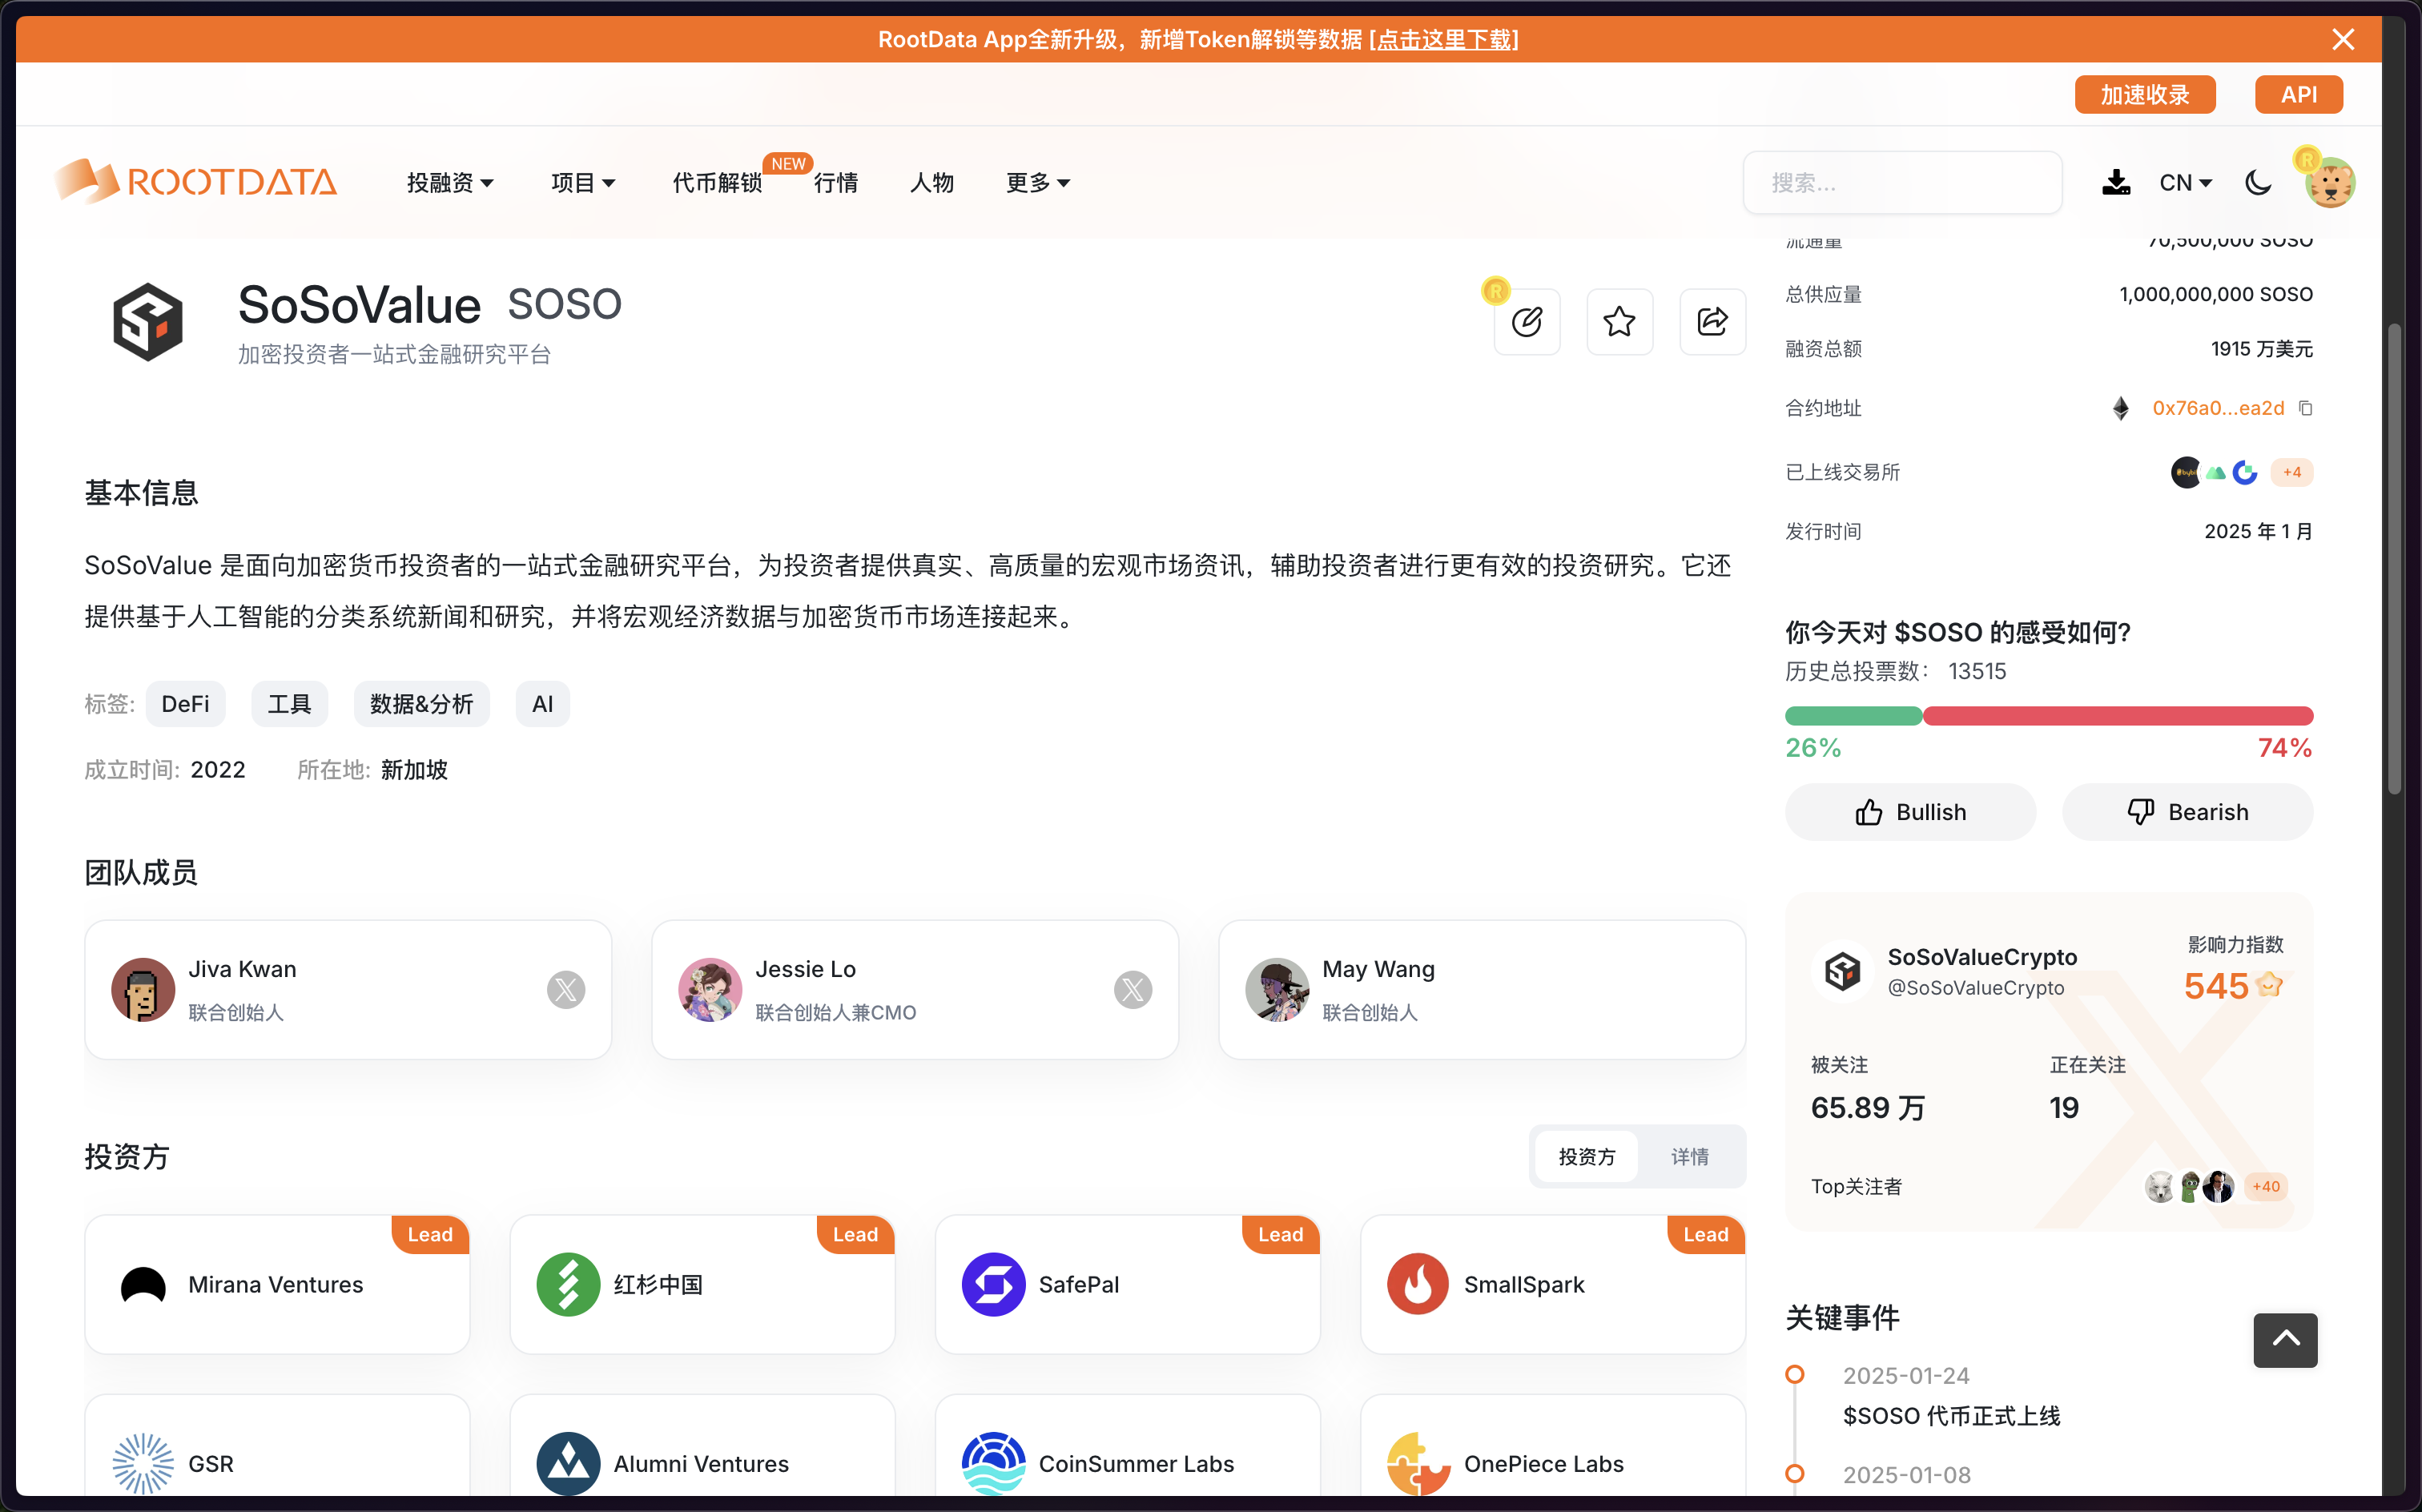 RootData App全新升级，新增Token解锁等数据 [点击这里下载]
加速收录
API
ROOTDATA
投融资
项目
代币解锁
NEW
行情
人物
更多
搜索...
CN
SoSoValue SOSO
加密投资者一站式金融研究平台
基本信息
SoSoValue 是面向加密货币投资者的一站式金融研究平台，为投资者提供真实、高质量的宏观市场资讯，辅助投资者进行更有效的投资研究。它还
提供基于人工智能的分类系统新闻和研究，并将宏观经济数据与加密货币市场连接起来。
标签: DeFi 工具 数据&分析 AI
成立时间: 2022 所在地: 新加坡
团队成员
Jiva Kwan
联合创始人
Jessie Lo
联合创始人兼CMO
May Wang
联合创始人
投资方
投资方 详情
Lead
Mirana Ventures
Lead
红杉中国
Lead
SafePal
Lead
SmallSpark
GSR
Alumni Ventures
CoinSummer Labs
OnePiece Labs
流通量 70,500,000 SOSO
总供应量 1,000,000,000 SOSO
融资总额 1915 万美元
合约地址 0x76a0...ea2d
已上线交易所 +4
发行时间 2025 年 1 月
你今天对 $SOSO 的感受如何?
历史总投票数： 13515
26% 74%
Bullish Bearish
SoSoValueCrypto
@SoSoValueCrypto
影响力指数
545
被关注 正在关注
65.89 万 19
Top关注者 +40
关键事件
2025-01-24
$SOSO 代币正式上线
2025-01-08